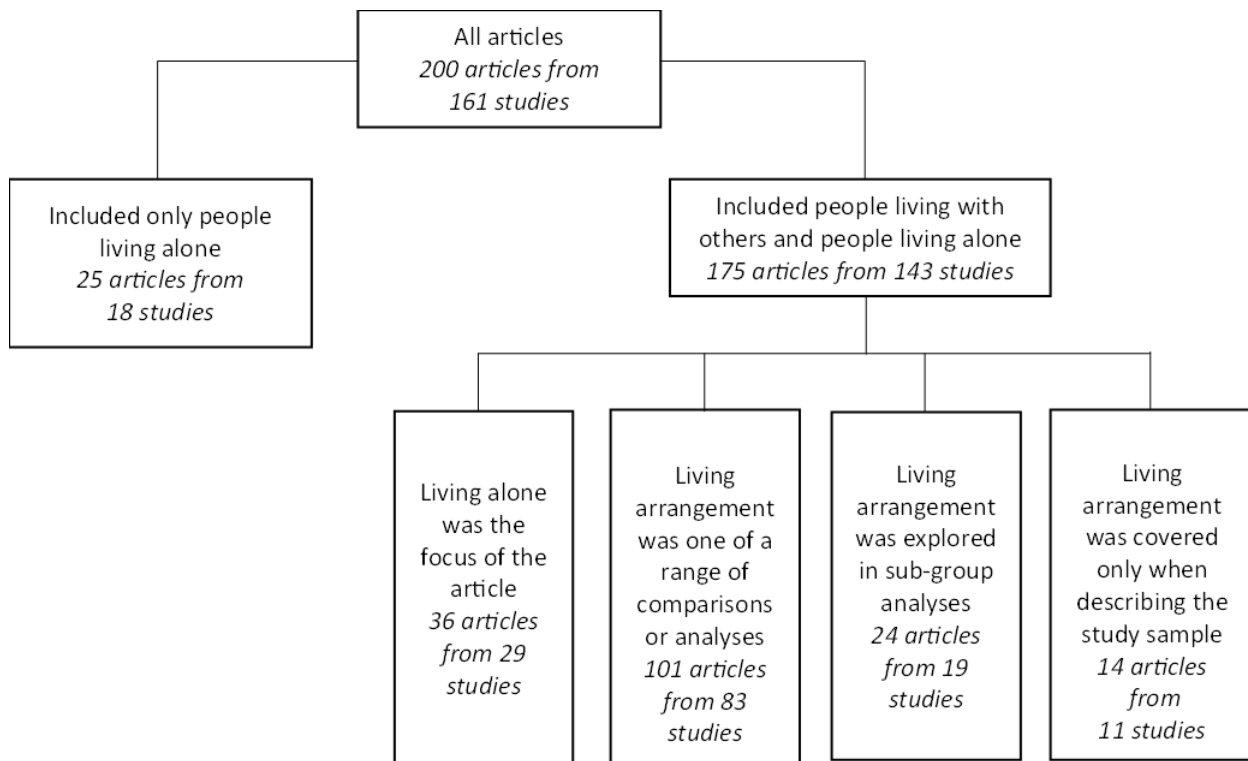 All articles
200 articles from
161 studies
Included only people
living alone
25 articles from
18 studies
Included people living with
others and people living alone
175 articles from 143 studies
Living alone
was the
focus of the
article
36 articles
from 29
studies
Living
arrangement
was one of a
range of
comparisons
or analyses
101 articles
from 83
studies
Living
arrangement
was explored
in sub-group
analyses
24 articles
from 19
studies
Living
arrangement
was covered
only when
describing the
study sample
14 articles
from
11 studies